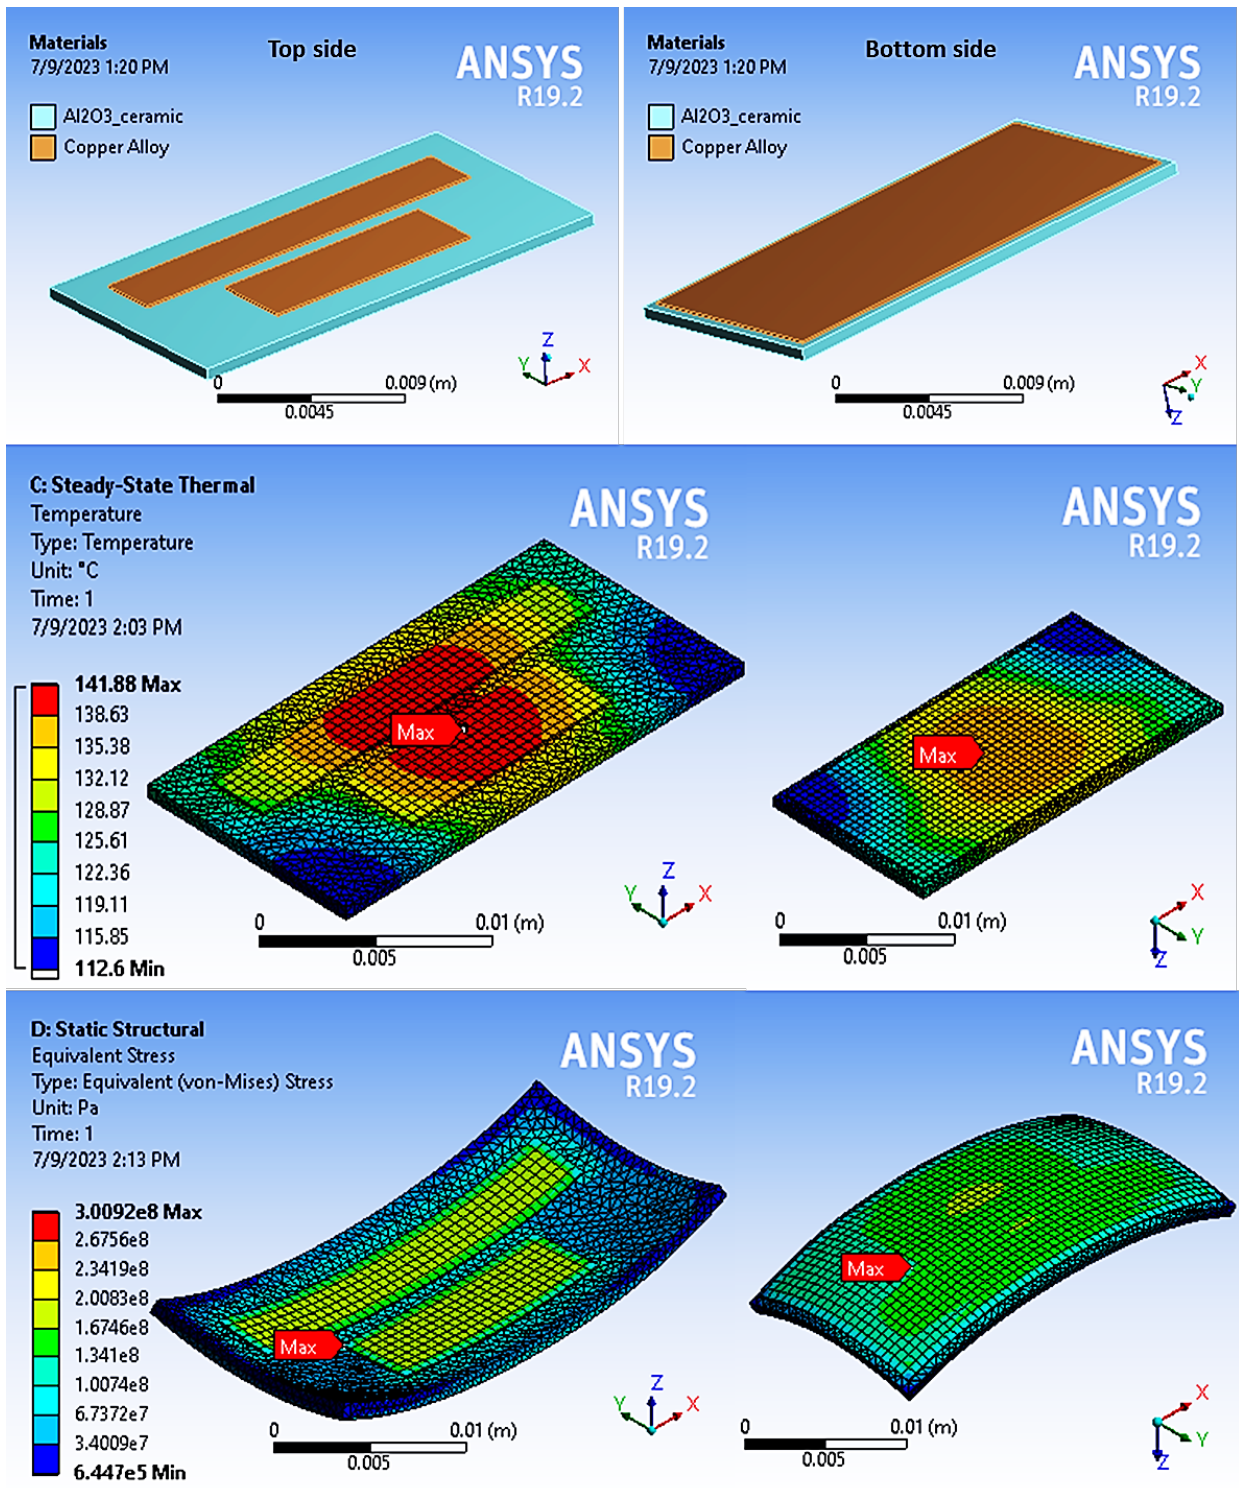 Materials
7/9/2023 1:20 PM
Top side
ANSYS
R19.2
Al2O3_ceramic
Copper Alloy
Z
Y
X
0
0.009 (m)
0.0045
Materials
7/9/2023 1:20 PM
Bottom side
ANSYS
R19.2
Al2O3_ceramic
Copper Alloy
X
Y
Z
0
0.009 (m)
0.0045
C: Steady-State Thermal
Temperature
Type: Temperature
Unit: °C
Time: 1
7/9/2023 2:03 PM
ANSYS
R19.2
141.88 Max
138.63
135.38
132.12
128.87
125.61
122.36
119.11
115.85
112.6 Min
Max
Z
Y
X
0
0.01 (m)
0.005
ANSYS
R19.2
Max
X
Y
Z
0
0.01 (m)
0.005
D: Static Structural
Equivalent Stress
Type: Equivalent (von-Mises) Stress
Unit: Pa
Time: 1
7/9/2023 2:13 PM
ANSYS
R19.2
3.0092e8 Max
2.6756e8
2.3419e8
2.0083e8
1.6746e8
1.341e8
1.0074e8
6.7372e7
3.4009e7
6.447e5 Min
Max
Z
Y
X
0
0.01 (m)
0.005
ANSYS
R19.2
Max
X
Y
Z
0
0.01 (m)
0.005